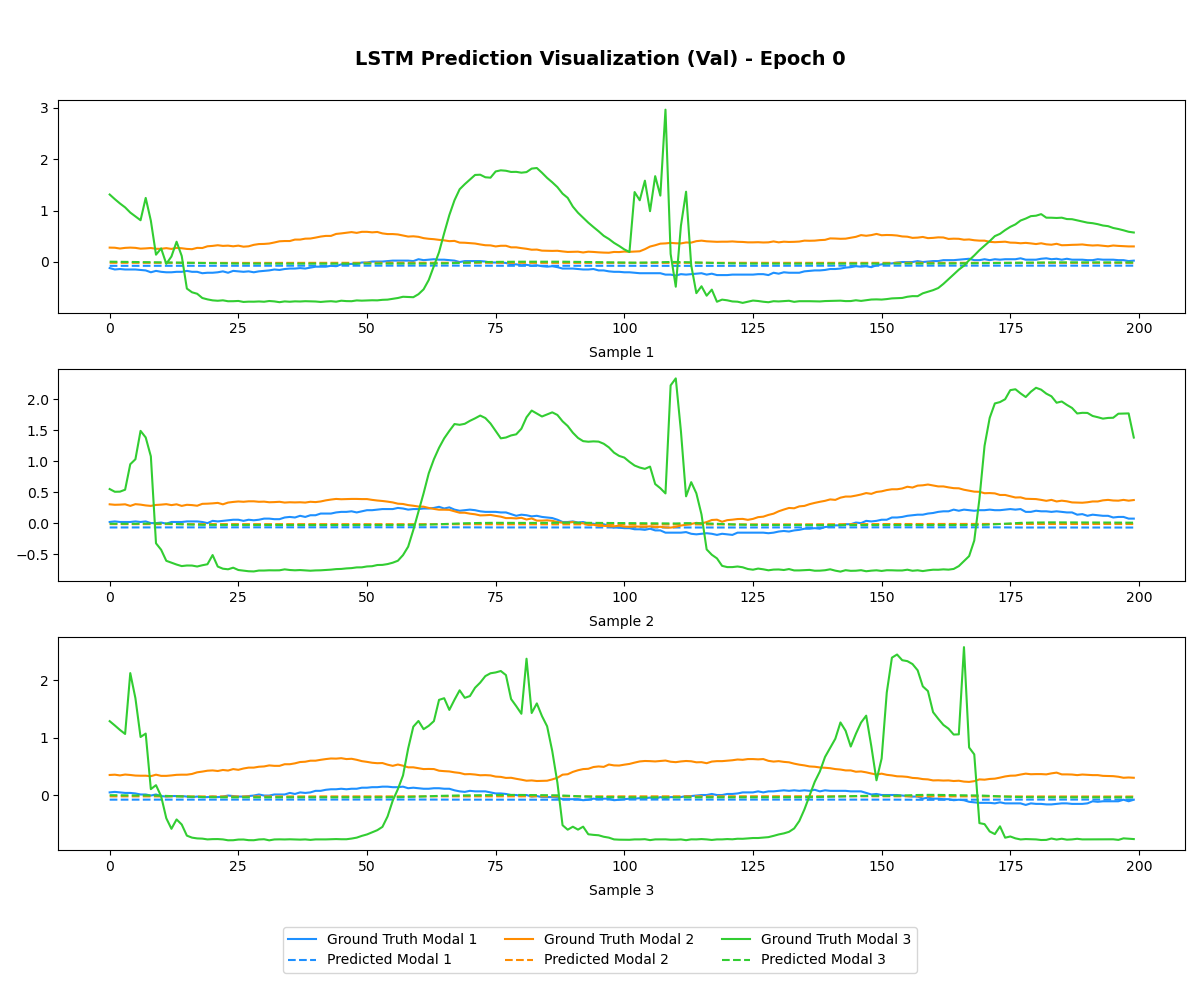 LSTM Prediction Visualization (Val) - Epoch 0
3
2
1
0
0 25 50 75 100 125 150 175 200
Sample 1
2.0
1.5
1.0
0.5
0.0
−0.5
0 25 50 75 100 125 150 175 200
Sample 2
2
1
0
0 25 50 75 100 125 150 175 200
Sample 3
Ground Truth Modal 1 Ground Truth Modal 2 Ground Truth Modal 3
Predicted Modal 1 Predicted Modal 2 Predicted Modal 3